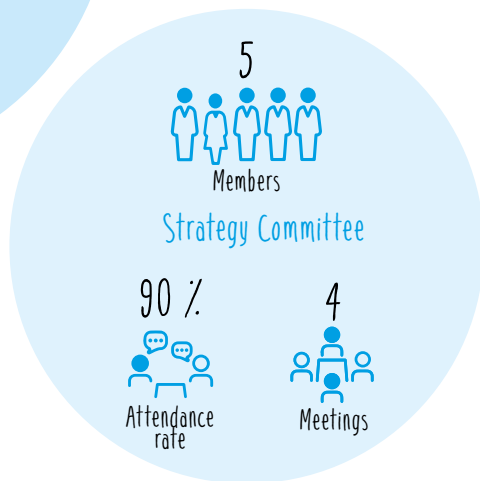 5
Members
Strategy Committee
90 %
Attendance
rate
4
Meetings